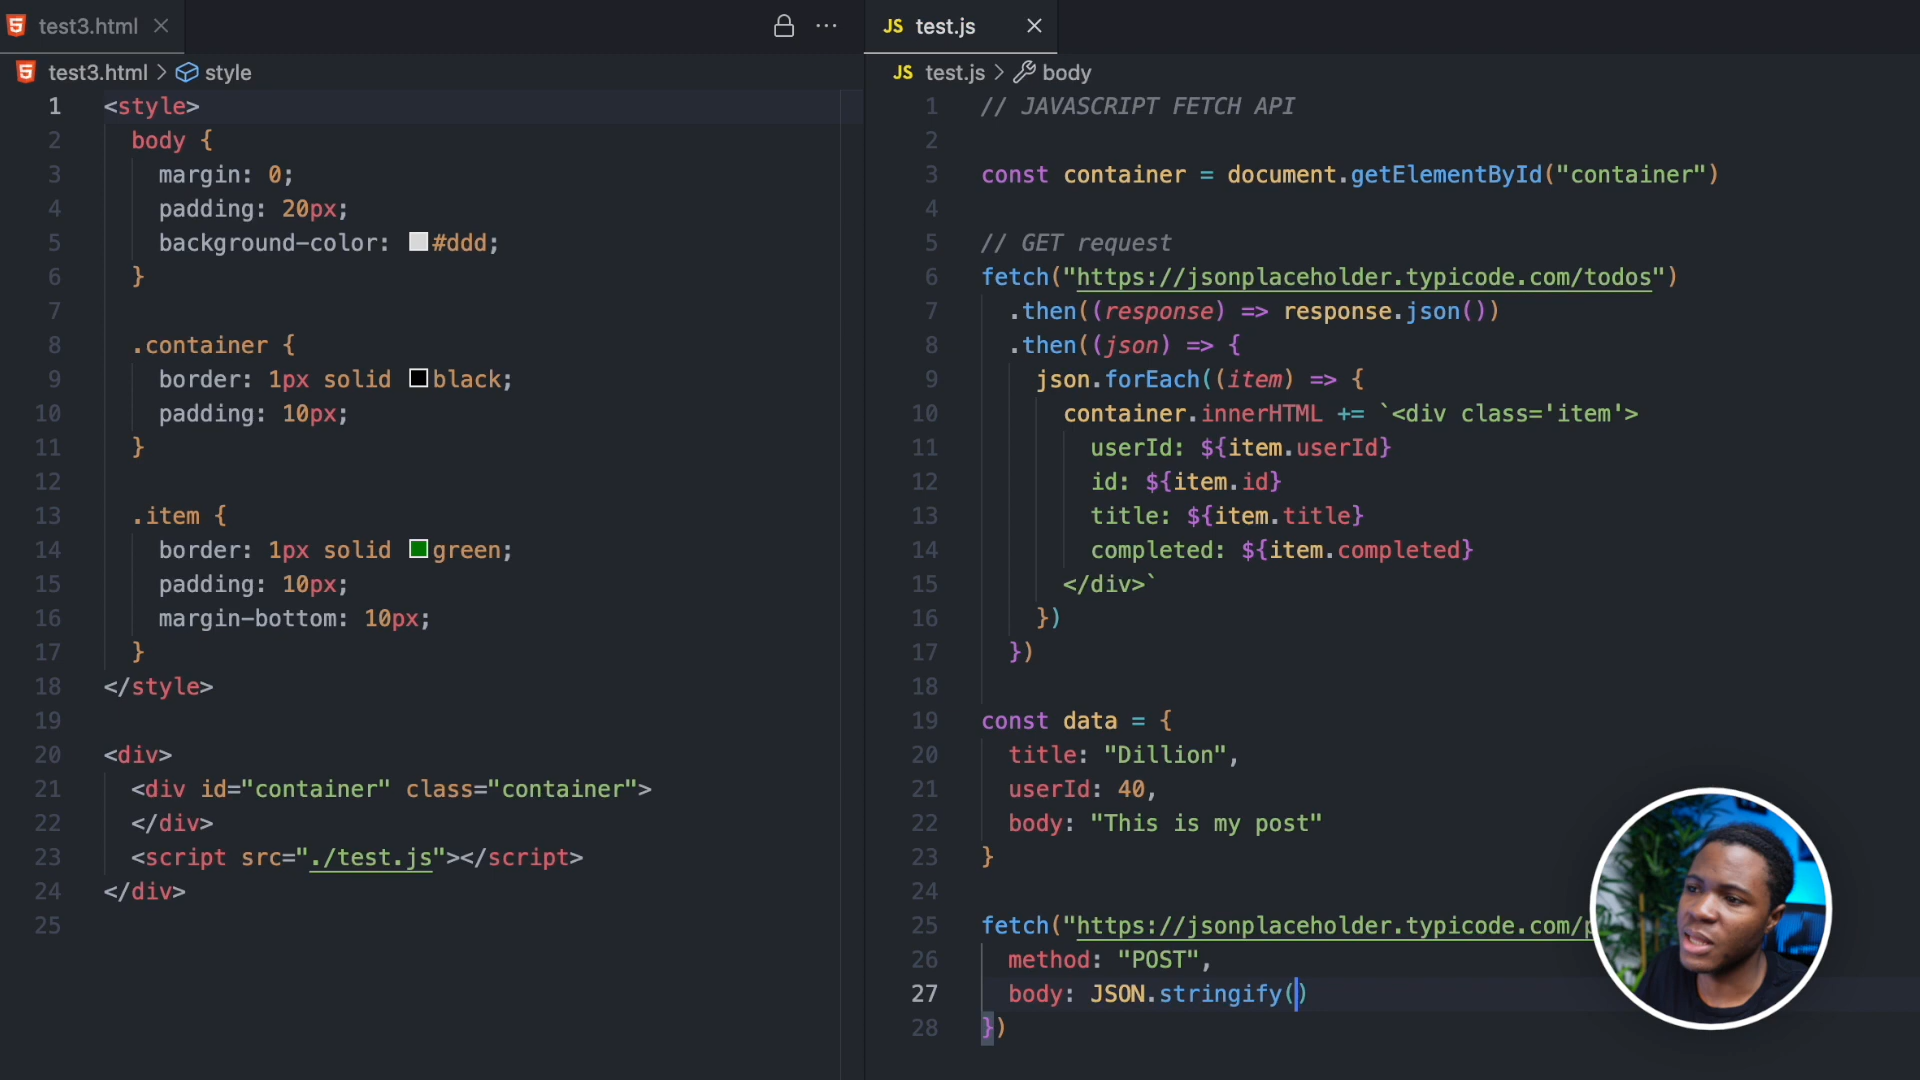 test3.html
test3.html > style
1 <style>
2 body {
3 margin: 0;
4 padding: 20px;
5 background-color: #ddd;
6 }
7
8 .container {
9 border: 1px solid black;
10 padding: 10px;
11 }
12
13 .item {
14 border: 1px solid green;
15 padding: 10px;
16 margin-bottom: 10px;
17 }
18 </style>
19
20 <div>
21 <div id="container" class="container">
22 </div>
23 <script src="./test.js"></script>
24 </div>
25
JS test.js
JS test.js > body
1 // JAVASCRIPT FETCH API
2
3 const container = document.getElementById("container")
4
5 // GET request
6 fetch("https://jsonplaceholder.typicode.com/todos")
7 .then((response) => response.json())
8 .then((json) => {
9 json.forEach((item) => {
10 container.innerHTML += `<div class='item'>
11 userId: ${item.userId}
12 id: ${item.id}
13 title: ${item.title}
14 completed: ${item.completed}
15 </div>`
16 })
17 })
18
19 const data = {
20 title: "Dillion",
21 userId: 40,
22 body: "This is my post"
23 }
24
25 fetch("https://jsonplaceholder.typicode.com/
26 method: "POST",
27 body: JSON.stringify()
28 })